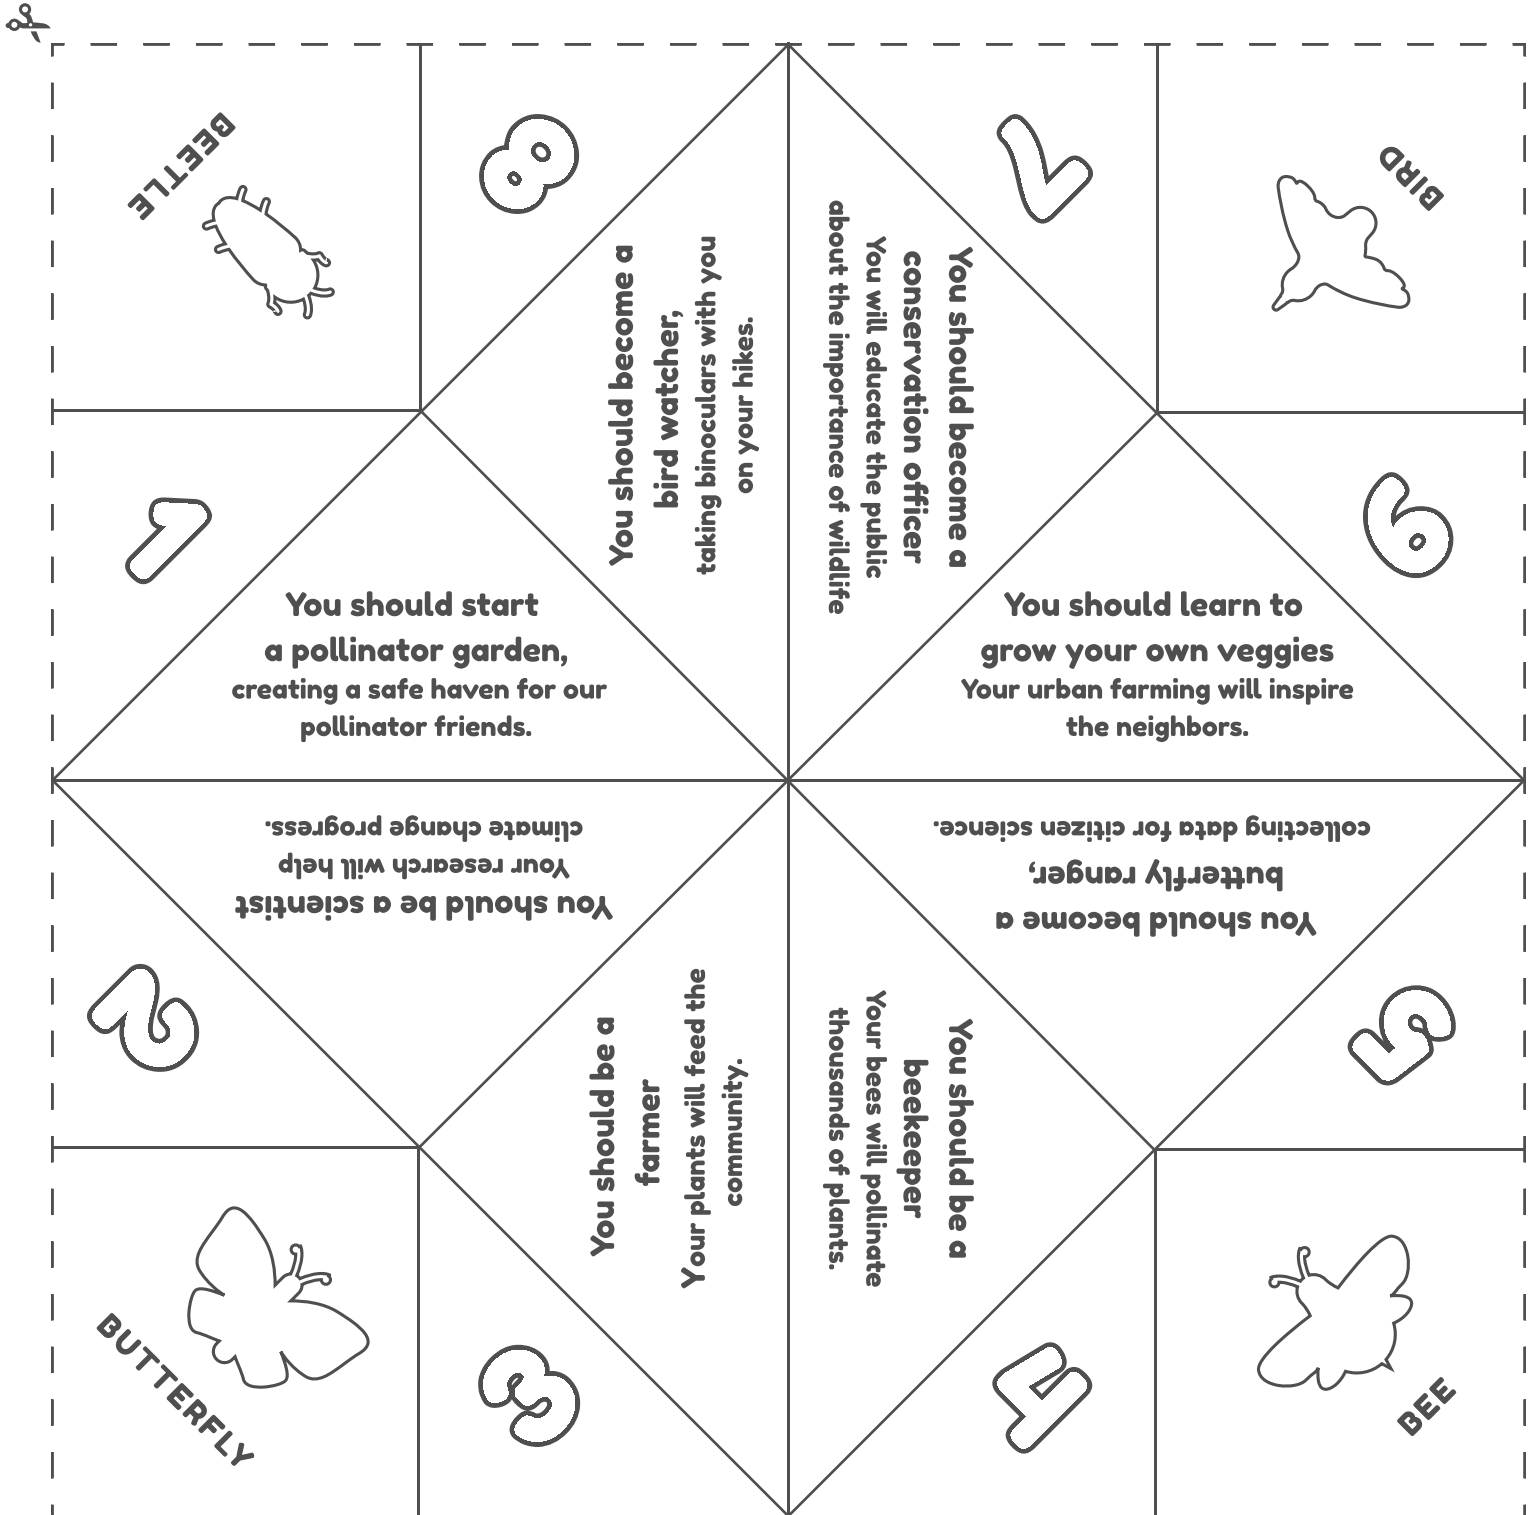 BEETLE
8
7
BIRD
You should become a
bird watcher,
taking binoculars with you
on your hikes.
You should become a
conservation officer
You will educate the public
about the importance of wildlife
1
You should start
a pollinator garden,
creating a safe haven for our
pollinator friends.
6
You should learn to
grow your own veggies
Your urban farming will inspire
the neighbors.
2
You should be a scientist
Your research will help
climate change progress.
5
You should become a
butterfly ranger,
collecting data for citizen science.
You should be a
farmer
Your plants will feed the
community.
You should be a
beekeeper
Your bees will pollinate
thousands of plants.
BUTTERFLY
3
4
BEE